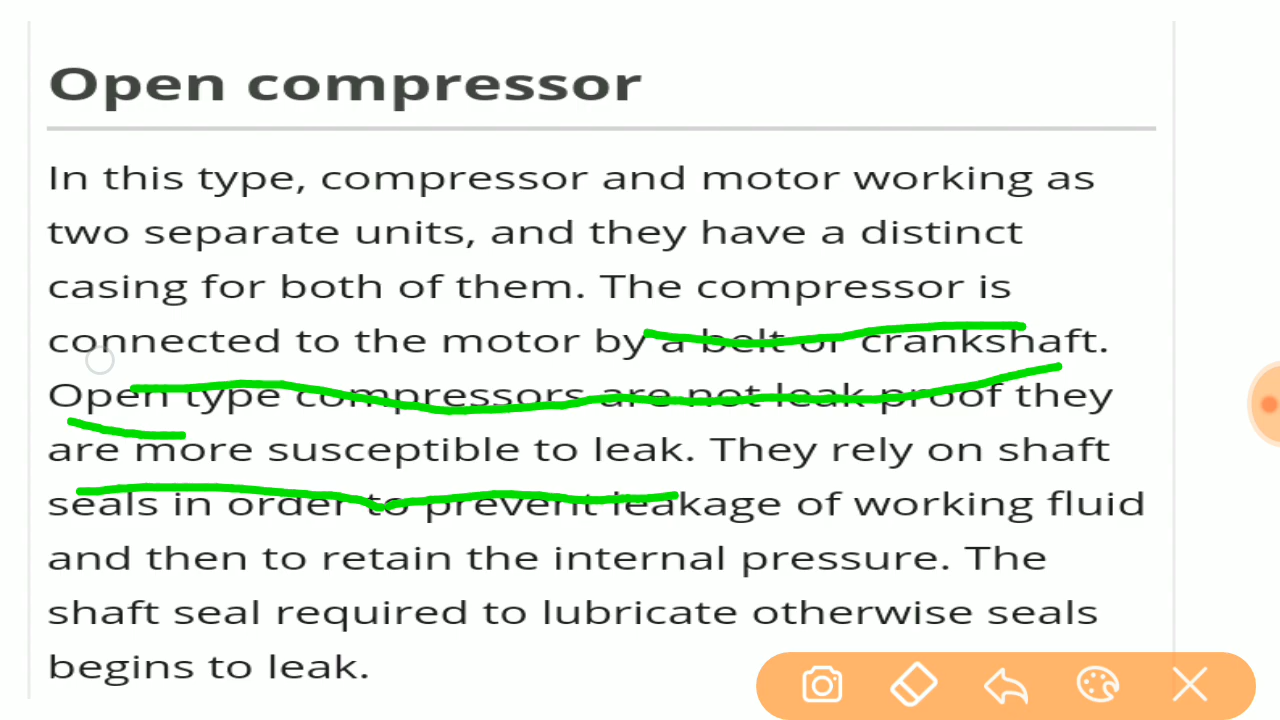 Open compressor
In this type, compressor and motor working as
two separate units, and they have a distinct
casing for both of them. The compressor is
connected to the motor by a belt or crankshaft.
Open type compressors are not leak proof they
are more susceptible to leak. They rely on shaft
seals in order to prevent leakage of working fluid
and then to retain the internal pressure. The
shaft seal required to lubricate otherwise seals
begins to leak.